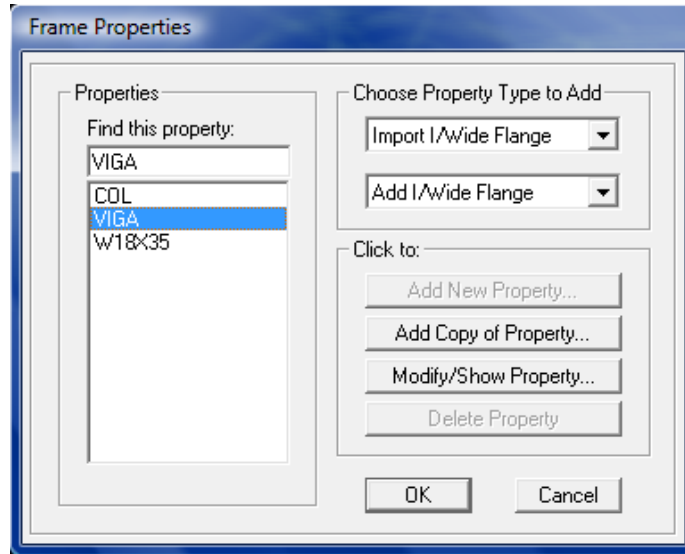 Frame Properties
Properties
Find this property:
VIGA
COL
VIGA
W18X35
Choose Property Type to Add
Import I/Wide Flange
Add I/Wide Flange
Click to:
Add New Property...
Add Copy of Property...
Modify/Show Property...
Delete Property
OK
Cancel